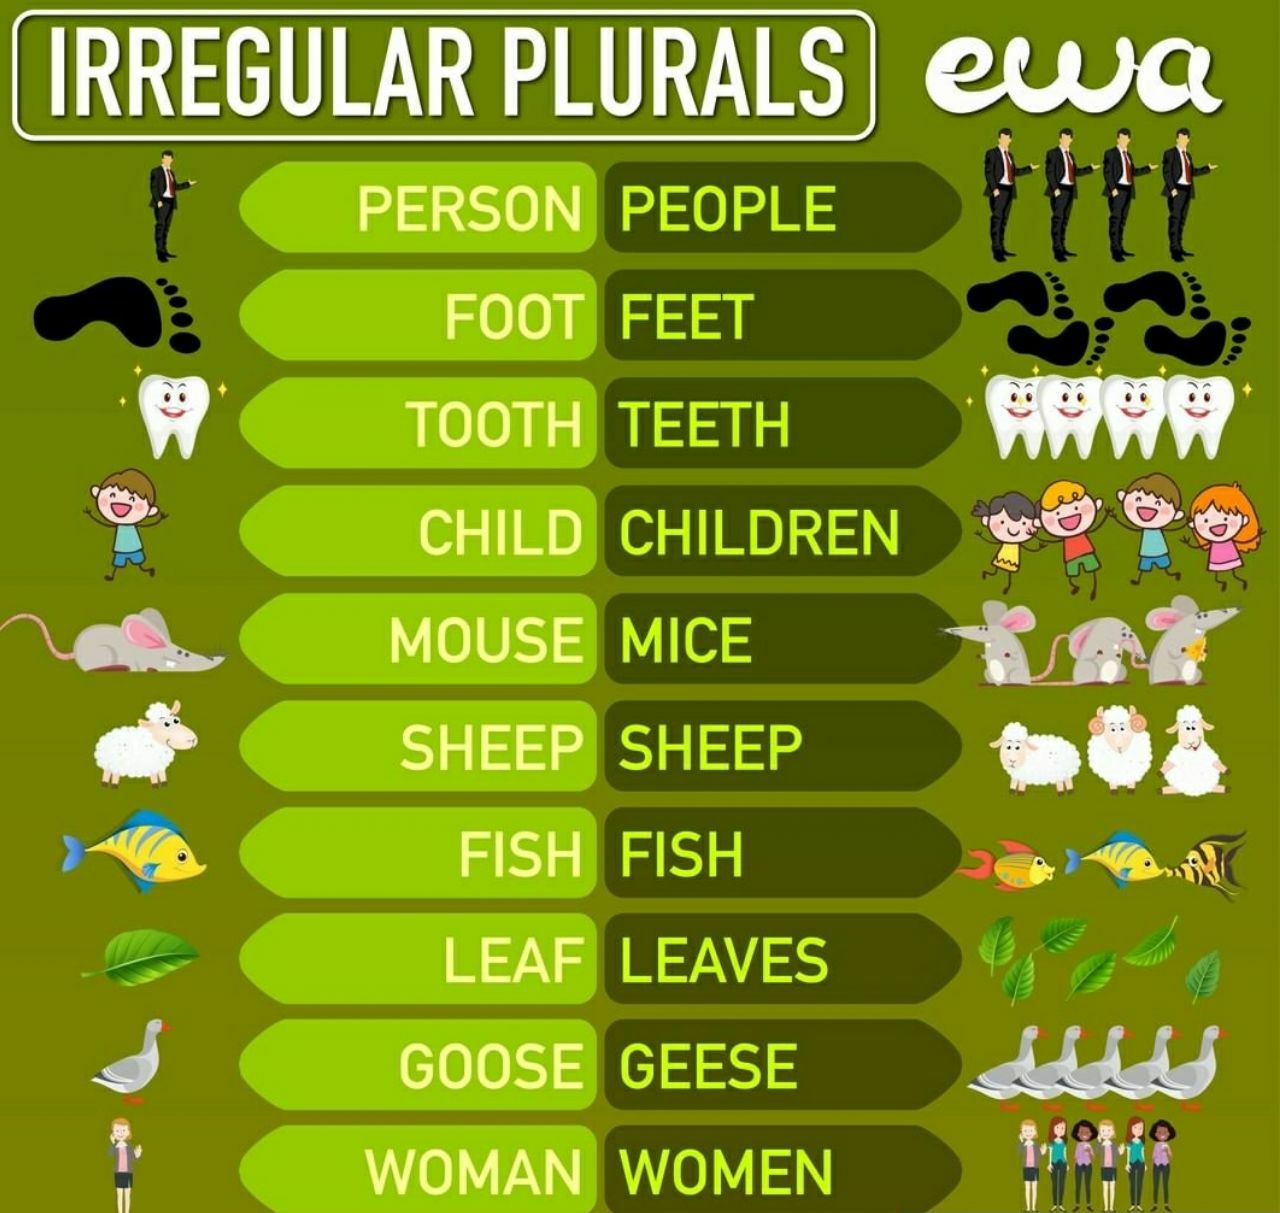 IRREGULAR PLURALS
ewa
PERSON PEOPLE
FOOT FEET
TOOTH TEETH
CHILD CHILDREN
MOUSE MICE
SHEEP SHEEP
FISH FISH
LEAF LEAVES
GOOSE GEESE
WOMAN WOMEN